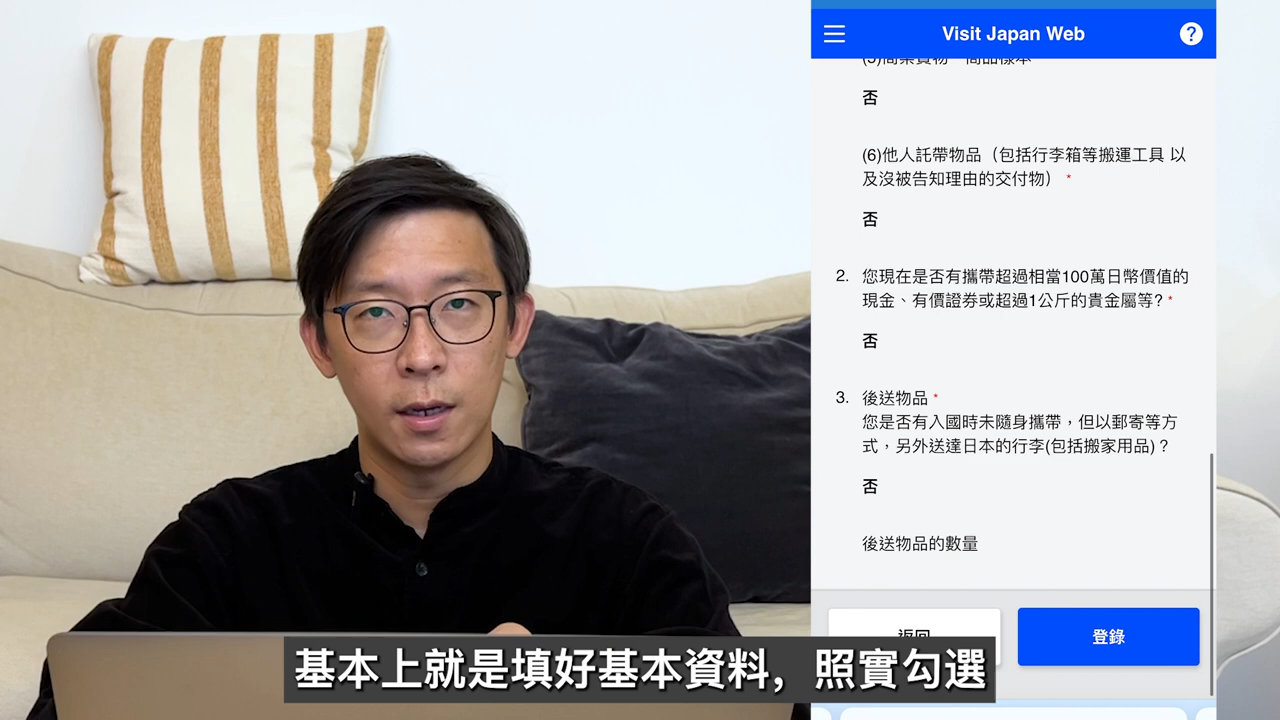 Visit Japan Web
?
否
(6)他人託帶物品（包括行李箱等搬運工具 以
及沒被告知理由的交付物） *
否
2. 您現在是否有攜帶超過相當100萬日幣價值的
現金、有價證券或超過1公斤的貴金屬等? *
否
3. 後送物品 *
您是否有入國時未隨身攜帶，但以郵寄等方
式，另外送達日本的行李(包括搬家用品)？
否
後送物品的數量
返回
登錄
基本上就是填好基本資料，照實勾選